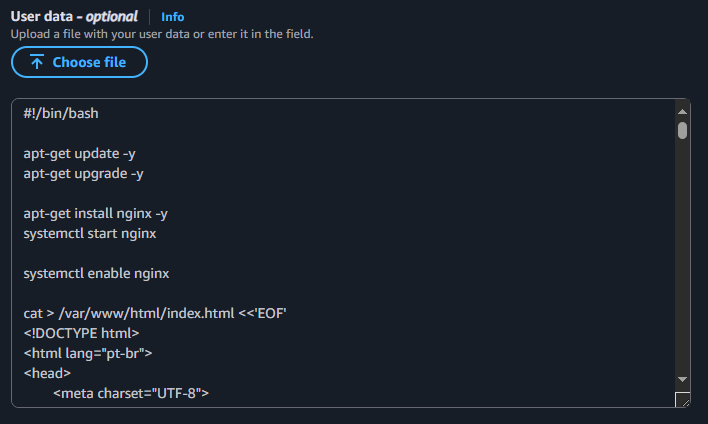 User data - optional Info
Upload a file with your user data or enter it in the field.
Choose file
#!/bin/bash
apt-get update -y
apt-get upgrade -y
apt-get install nginx -y
systemctl start nginx
systemctl enable nginx
cat > /var/www/html/index.html <<'EOF'
<!DOCTYPE html>
<html lang="pt-br">
<head>
<meta charset="UTF-8">